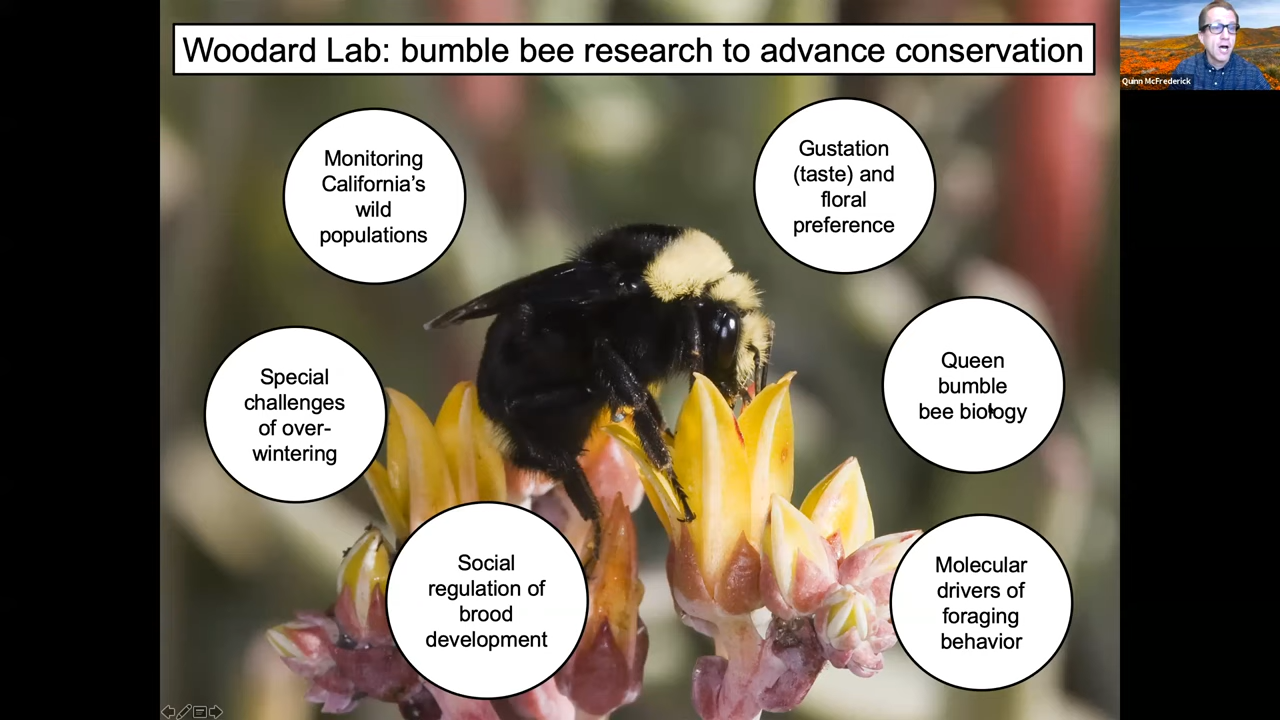 Woodard Lab: bumble bee research to advance conservation
Quinn McFrederick
Monitoring
California's
wild
populations
Gustation
(taste) and
floral
preference
Special
challenges
of over-
wintering
Queen
bumble
bee biology
Social
regulation of
brood
development
Molecular
drivers of
foraging
behavior